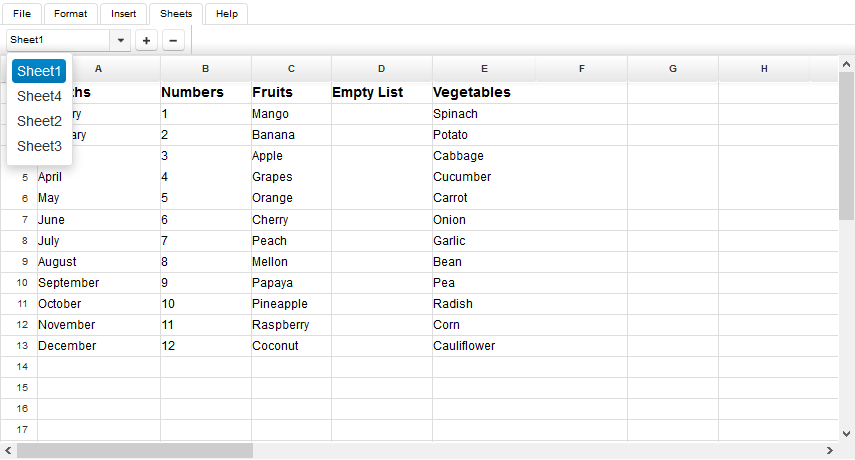 File Format Insert Sheets Help
Sheet1 + −
A B C D E F G H
Sheet1
Sheet4
Sheet2
Sheet3
ths Numbers Fruits Empty List Vegetables
ry 1 Mango Spinach
ary 2 Banana Potato
3 Apple Cabbage
5 April 4 Grapes Cucumber
6 May 5 Orange Carrot
7 June 6 Cherry Onion
8 July 7 Peach Garlic
9 August 8 Mellon Bean
10 September 9 Papaya Pea
11 October 10 Pineapple Radish
12 November 11 Raspberry Corn
13 December 12 Coconut Cauliflower
14
15
16
17